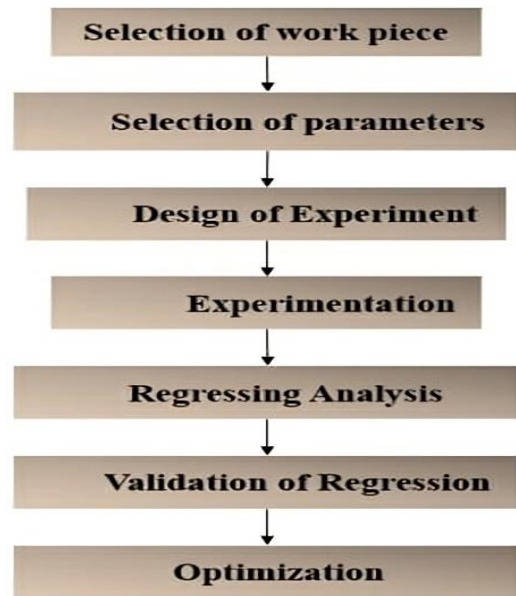 Selection of work piece
Selection of parameters
Design of Experiment
Experimentation
Regressing Analysis
Validation of Regression
Optimization